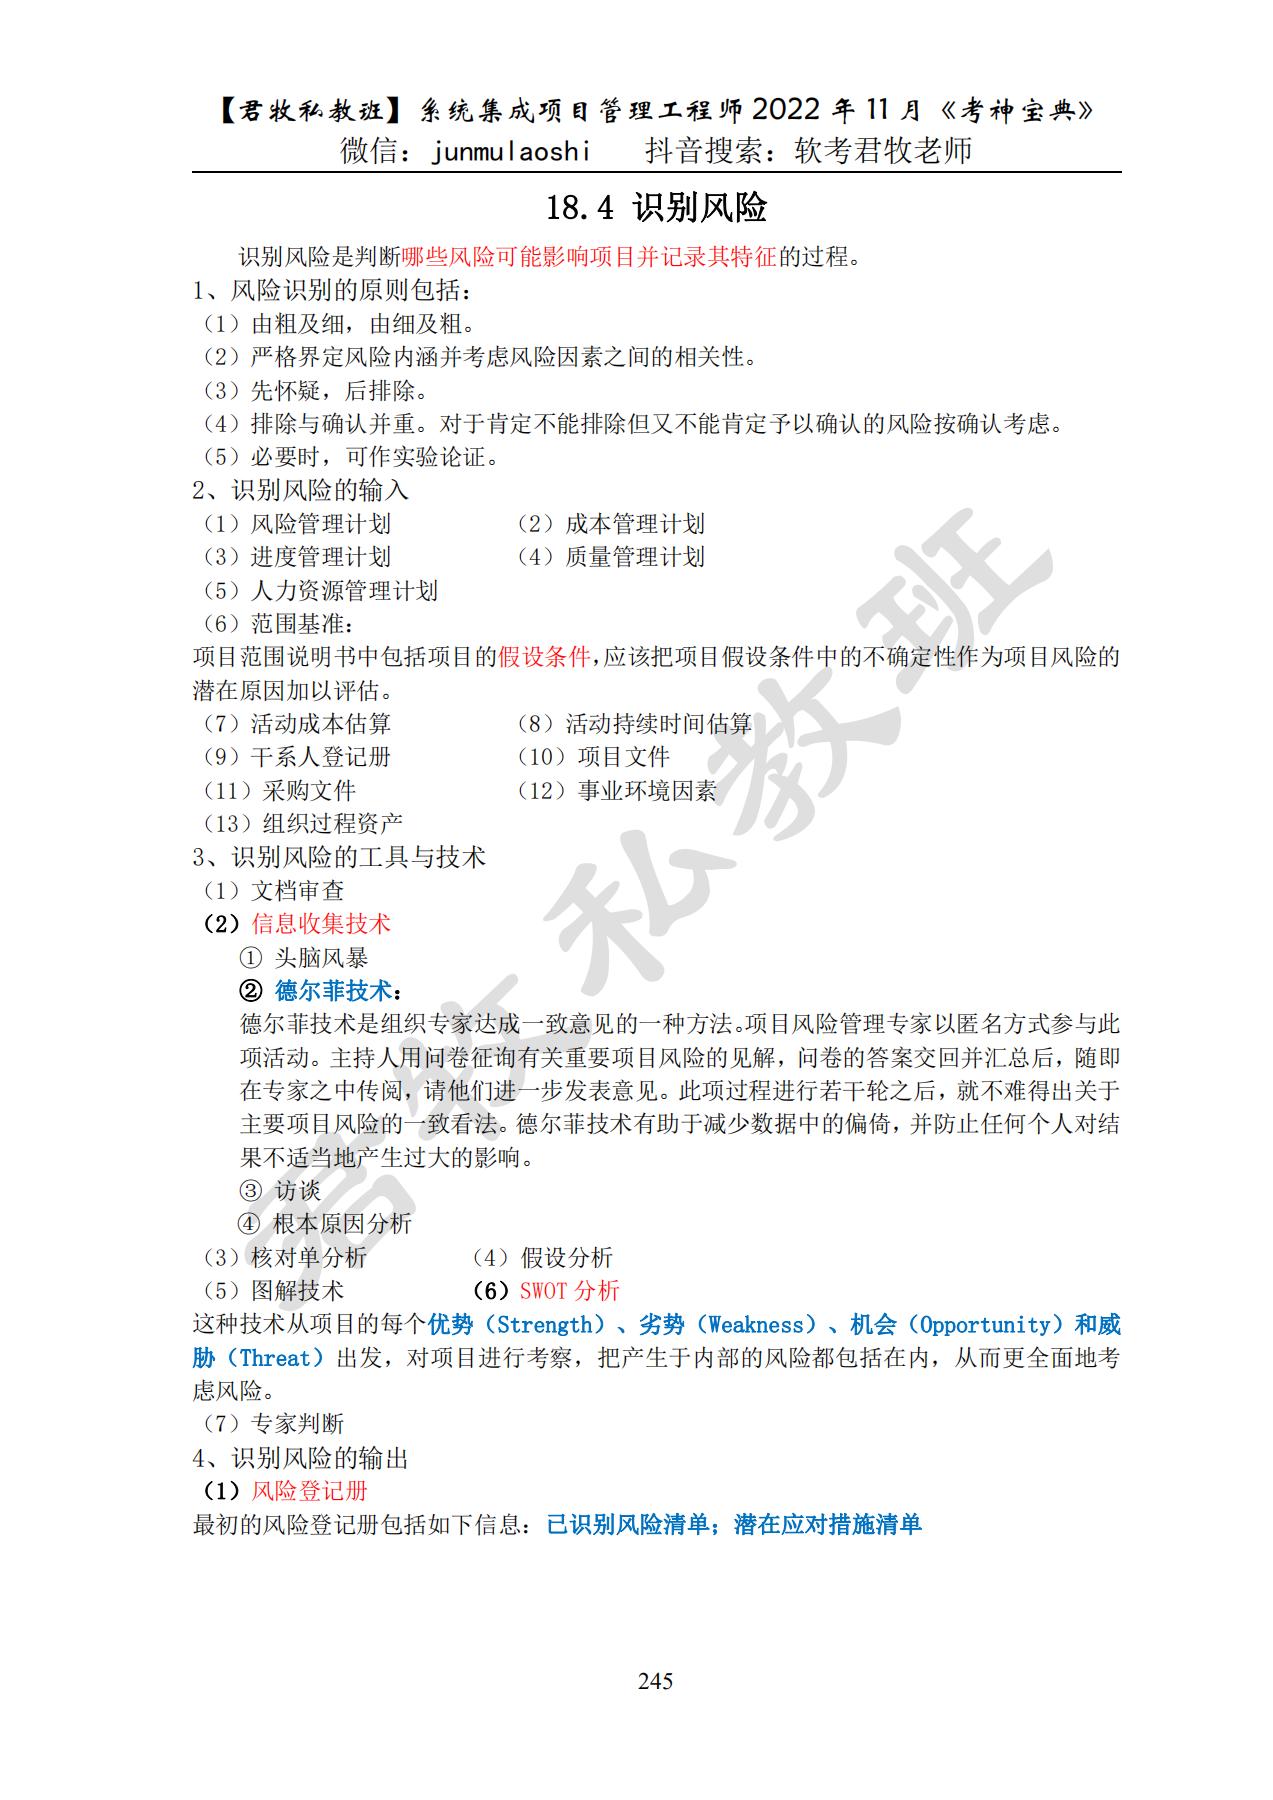 【君牧私教班】系统集成项目管理工程师 2022 年 11 月《考神宝典》
微信：junmulaoshi 抖音搜索：软考君牧老师
18.4 识别风险
识别风险是判断哪些风险可能影响项目并记录其特征的过程。
1、风险识别的原则包括：
（1）由粗及细，由细及粗。
（2）严格界定风险内涵并考虑风险因素之间的相关性。
（3）先怀疑，后排除。
（4）排除与确认并重。对于肯定不能排除但又不能肯定予以确认的风险按确认考虑。
（5）必要时，可作实验论证。
2、识别风险的输入
（1）风险管理计划 （2）成本管理计划
（3）进度管理计划 （4）质量管理计划
（5）人力资源管理计划
（6）范围基准：
项目范围说明书中包括项目的假设条件,应该把项目假设条件中的不确定性作为项目风险的
潜在原因加以评估。
（7）活动成本估算 （8）活动持续时间估算
（9）干系人登记册 （10）项目文件
（11）采购文件 （12）事业环境因素
（13）组织过程资产
3、识别风险的工具与技术
（1）文档审查
（2）信息收集技术
① 头脑风暴
② 德尔菲技术：
德尔菲技术是组织专家达成一致意见的一种方法。项目风险管理专家以匿名方式参与此
项活动。主持人用问卷征询有关重要项目风险的见解，问卷的答案交回并汇总后，随即
在专家之中传阅，请他们进一步发表意见。此项过程进行若干轮之后，就不难得出关于
主要项目风险的一致看法。德尔菲技术有助于减少数据中的偏倚，并防止任何个人对结
果不适当地产生过大的影响。
③ 访谈
④ 根本原因分析
（3）核对单分析 （4）假设分析
（5）图解技术 （6）SWOT 分析
这种技术从项目的每个优势（Strength）、劣势（Weakness）、机会（Opportunity）和威
胁（Threat）出发，对项目进行考察，把产生于内部的风险都包括在内，从而更全面地考
虑风险。
（7）专家判断
4、识别风险的输出
（1）风险登记册
最初的风险登记册包括如下信息：已识别风险清单；潜在应对措施清单
245
君牧私教班